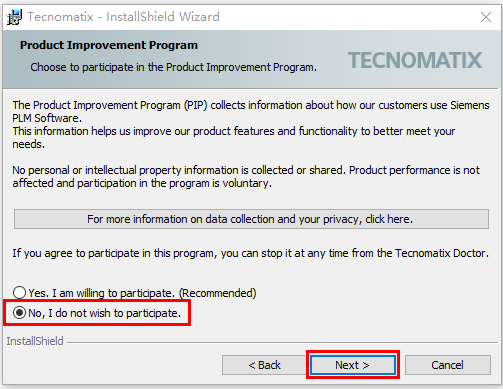 Tecnomatix - InstallShield Wizard
Product Improvement Program
Choose to participate in the Product Improvement Program.
TECNOMATIX
The Product Improvement Program (PIP) collects information about how our customers use Siemens
PLM Software.
This information helps us improve our product features and functionality to better meet your
needs.
No personal or intellectual property information is collected or shared. Product performance is not
affected and participation in the program is voluntary.
For more information on data collection and your privacy, click here.
If you agree to participate in this program, you can stop it at any time from the Tecnomatix Doctor.
Yes. I am willing to participate. (Recommended)
No, I do not wish to participate.
InstallShield
< Back
Next >
Cancel